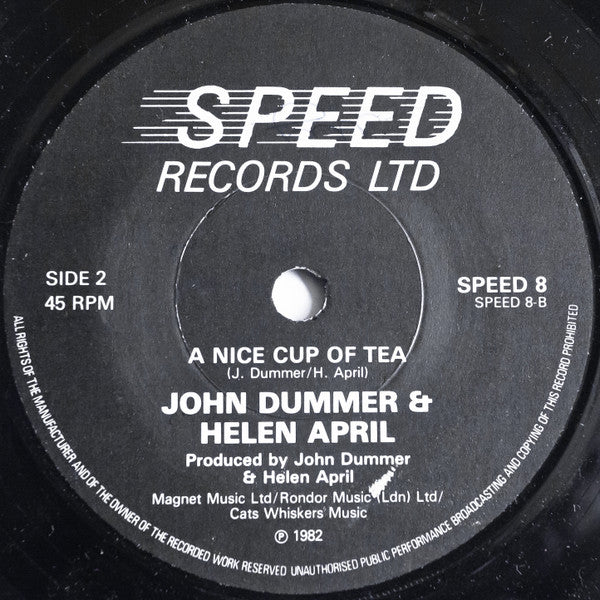 SPEED
RECORDS LTD
SIDE 2
45 RPM
SPEED 8
SPEED 8-B
A NICE CUP OF TEA
(J. Dummer/H. April)
JOHN DUMMER &
HELEN APRIL
Produced by John Dummer
& Helen April
Magnet Music Ltd/Rondor Music (Ldn) Ltd/
Cats Whiskers Music
℗ 1982
ALL RIGHTS OF THE MANUFACTURER AND OF THE OWNER OF THE RECORDED WORK RESERVED UNAUTHORISED PUBLIC PERFORMANCE BROADCASTING AND COPYING OF THIS RECORD PROHIBITED